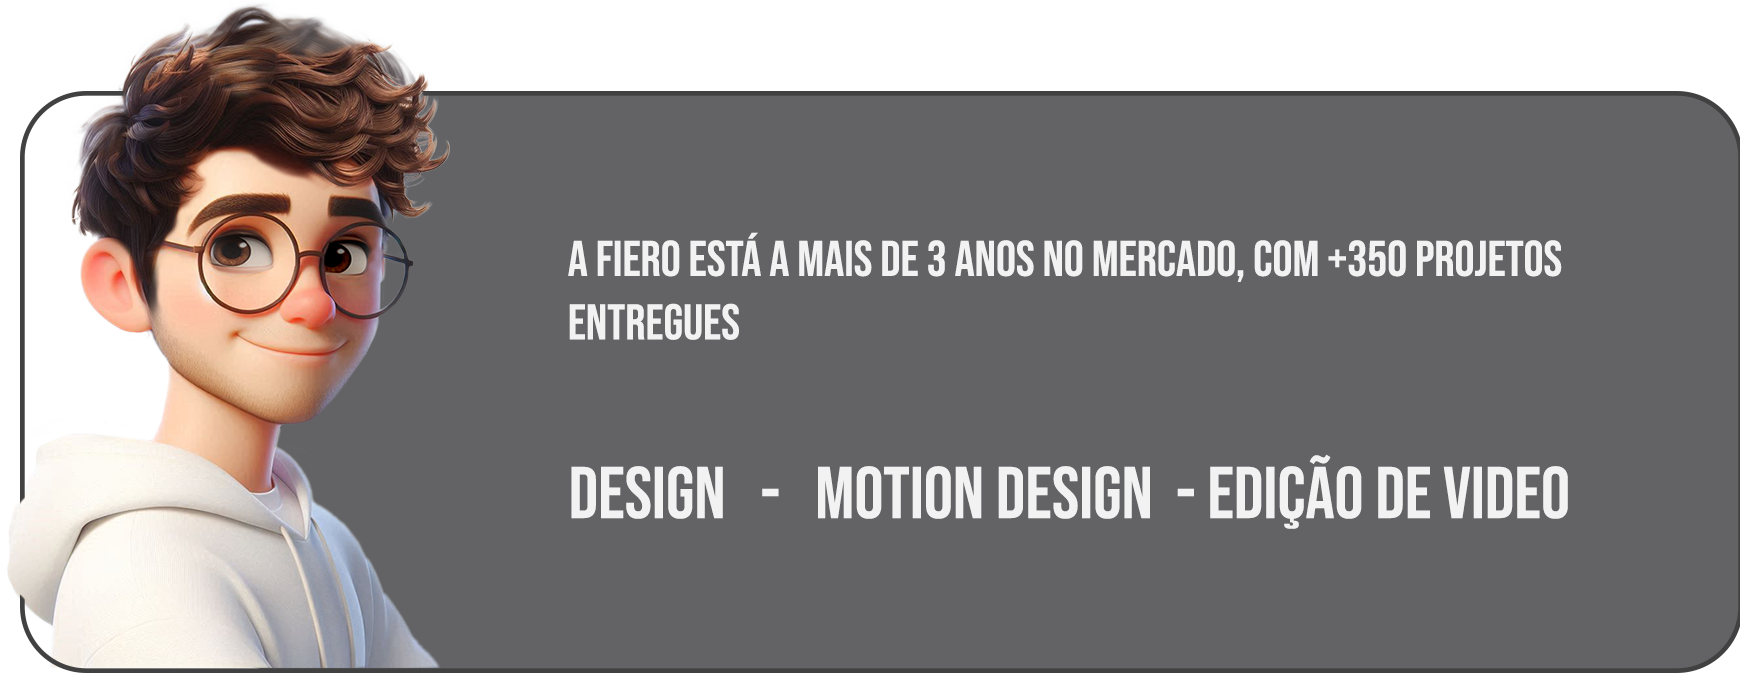 A FIERO ESTÁ A MAIS DE 3 ANOS NO MERCADO, COM +350 PROJETOS
ENTREGUES
DESIGN - MOTION DESIGN - EDIÇÃO DE VIDEO